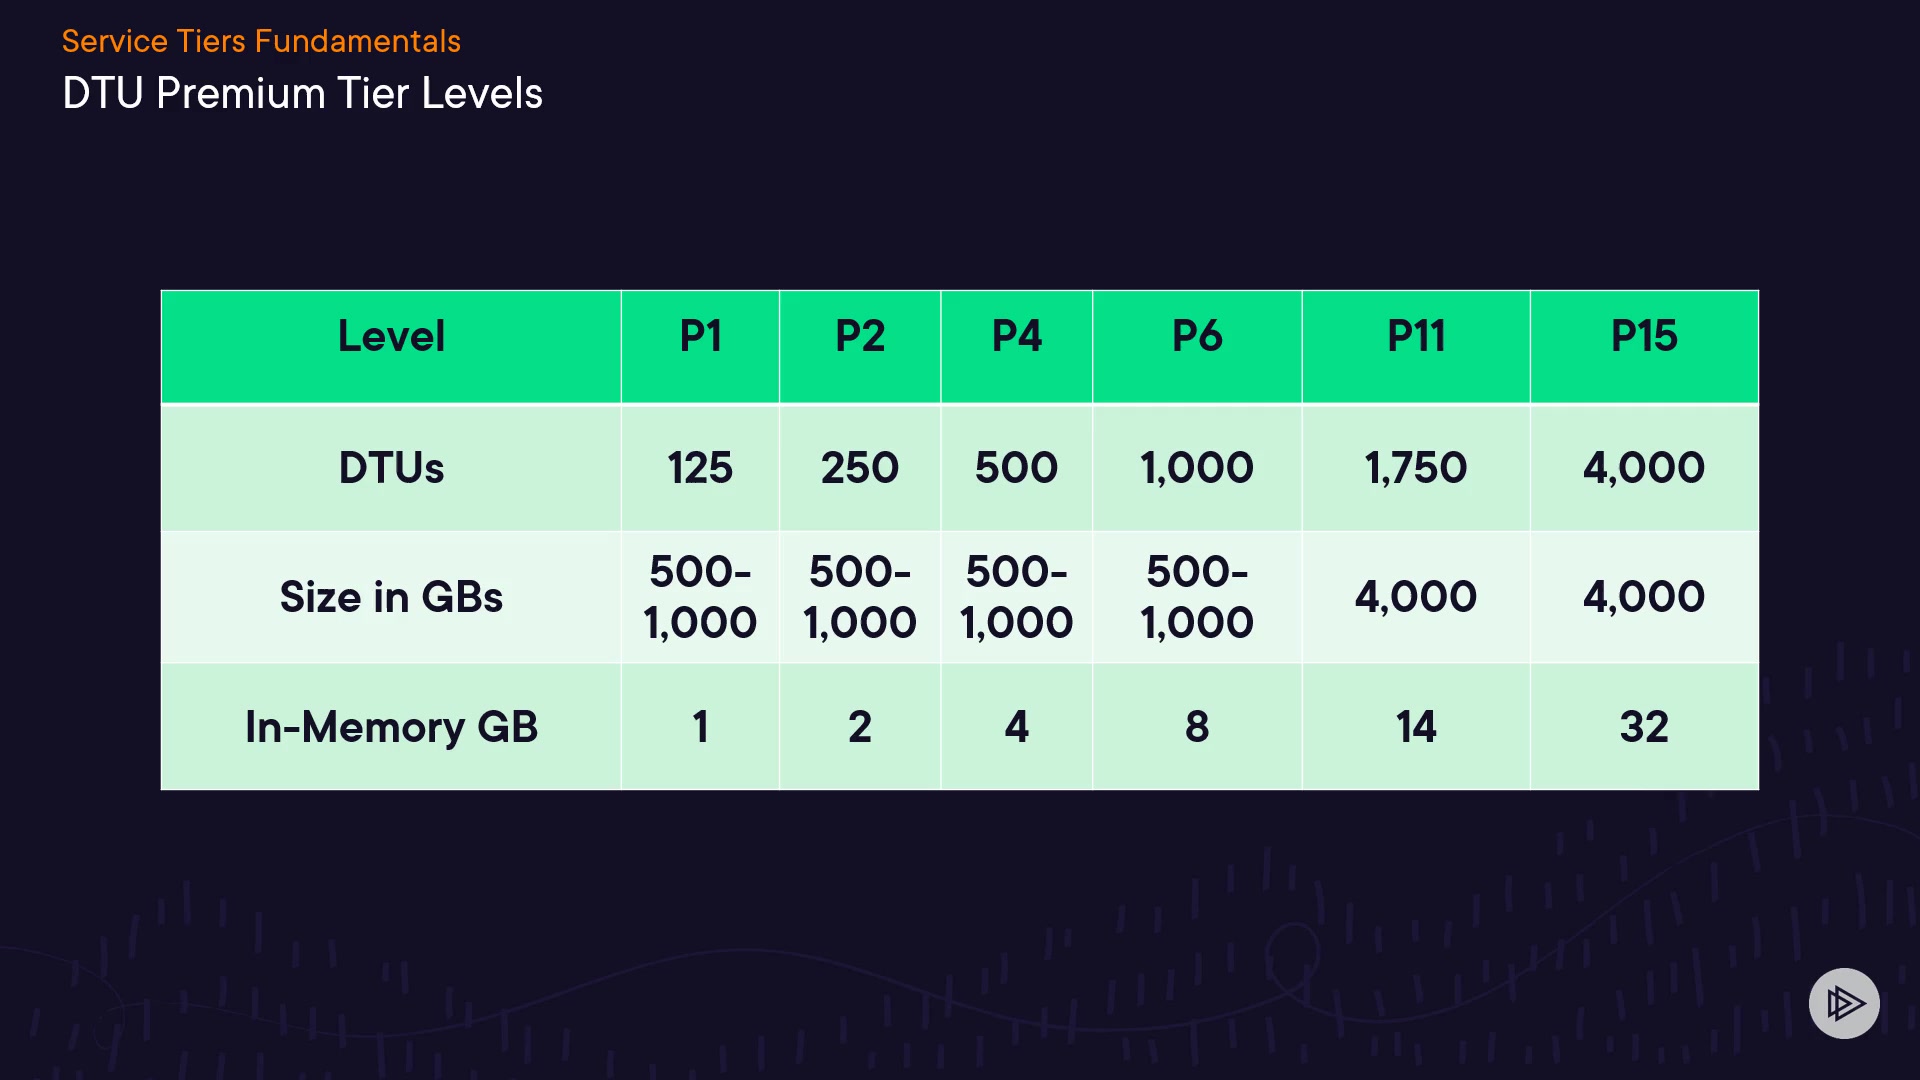 Service Tiers Fundamentals
DTU Premium Tier Levels
Level P1 P2 P4 P6 P11 P15
DTUs 125 250 500 1,000 1,750 4,000
Size in GBs 500-1,000 500-1,000 500-1,000 500-1,000 4,000 4,000
In-Memory GB 1 2 4 8 14 32